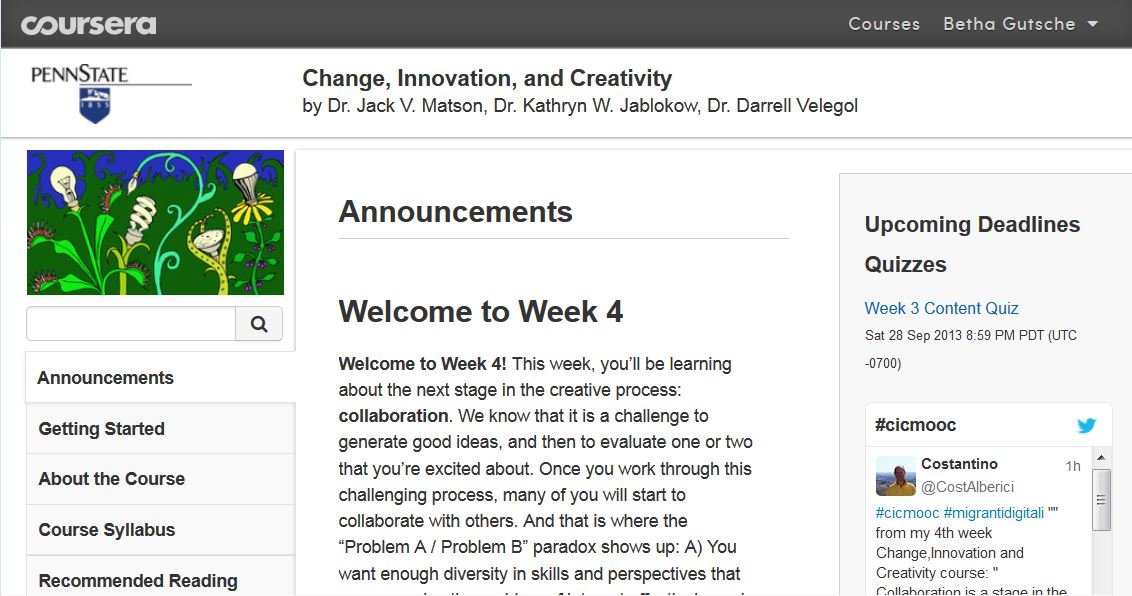 coursera
Courses Betha Gutsche
PENNSTATE
1855
Change, Innovation, and Creativity
by Dr. Jack V. Matson, Dr. Kathryn W. Jablokow, Dr. Darrell Velegol
Announcements
Getting Started
About the Course
Course Syllabus
Recommended Reading
Announcements
Welcome to Week 4
Welcome to Week 4! This week, you’ll be learning
about the next stage in the creative process:
collaboration. We know that it is a challenge to
generate good ideas, and then to evaluate one or two
that you’re excited about. Once you work through this
challenging process, many of you will start to
collaborate with others. And that is where the
“Problem A / Problem B” paradox shows up: A) You
want enough diversity in skills and perspectives that
Upcoming Deadlines
Quizzes
Week 3 Content Quiz
Sat 28 Sep 2013 8:59 PM PDT (UTC
-0700)
#cicmooc
Costantino 1h
@CostAlberici
#cicmooc #migrantidigitali ""
from my 4th week
Change,Innovation and
Creativity course: "
Collaboration is a stage in the